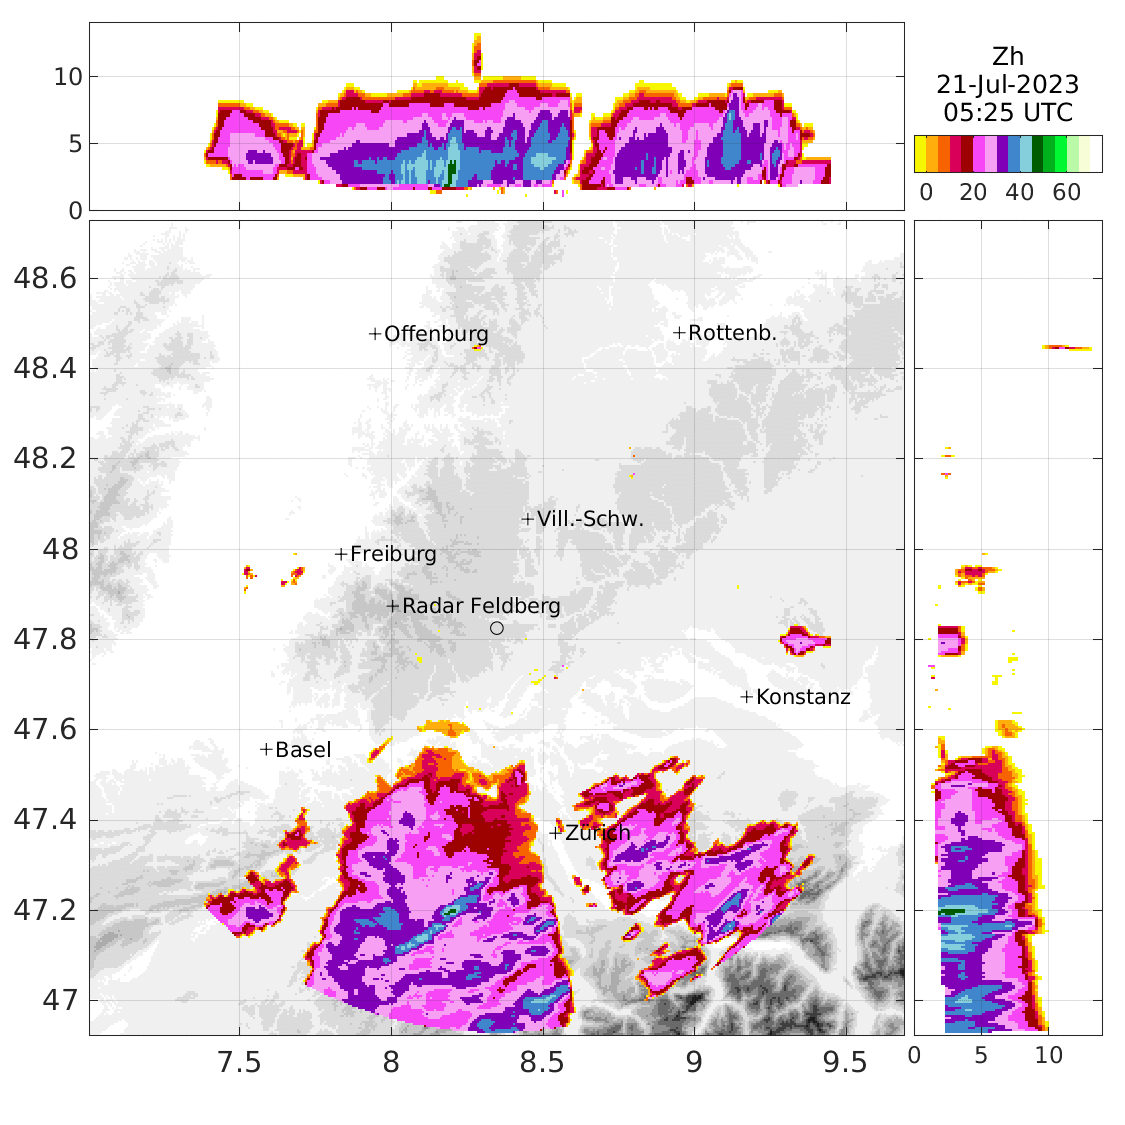 Zh
21-Jul-2023
05:25 UTC
0 20 40 60
10
5
0
48.6
48.4
48.2
48
47.8
47.6
47.4
47.2
47
Offenburg
Rottenb.
Vill.-Schw.
Freiburg
Radar Feldberg
Konstanz
Basel
Zürich
7.5 8 8.5 9 9.5
0 5 10